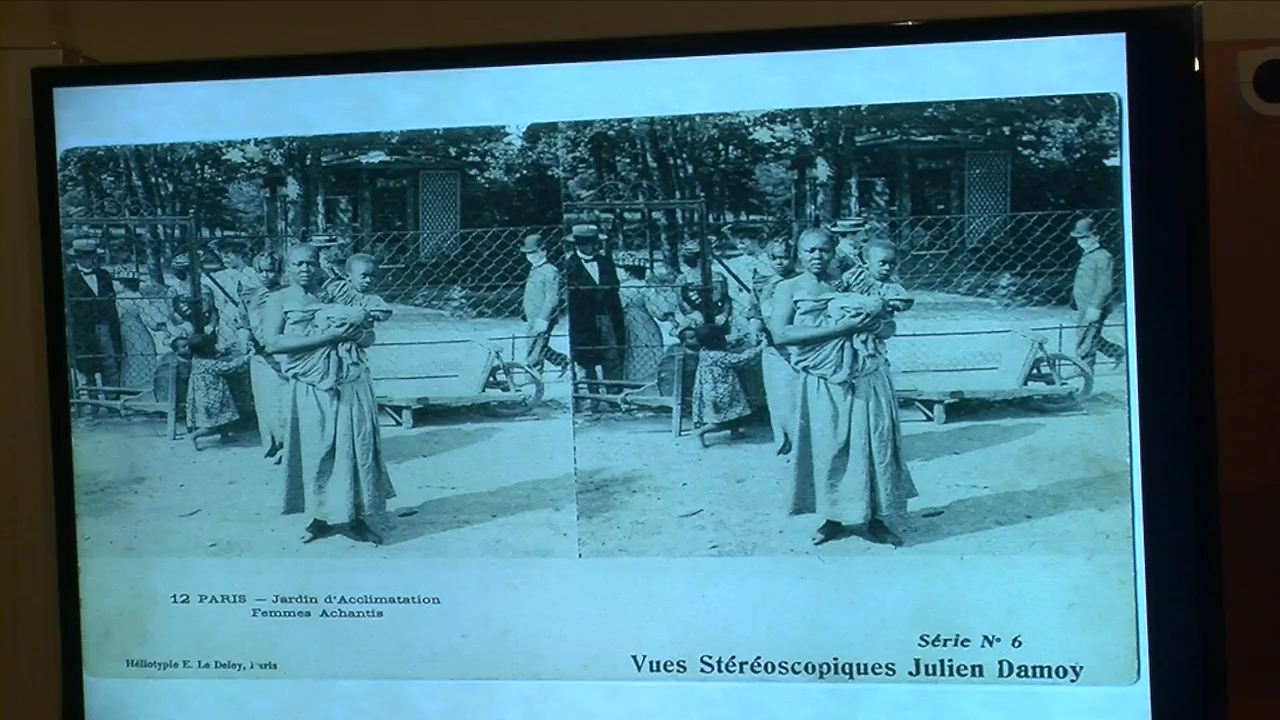 12 PARIS — Jardin d'Acclimatation
Femmes Achantis
Série N° 6
Héliotypie E. Le Deley, Paris
Vues Stéréoscopiques Julien Damoy